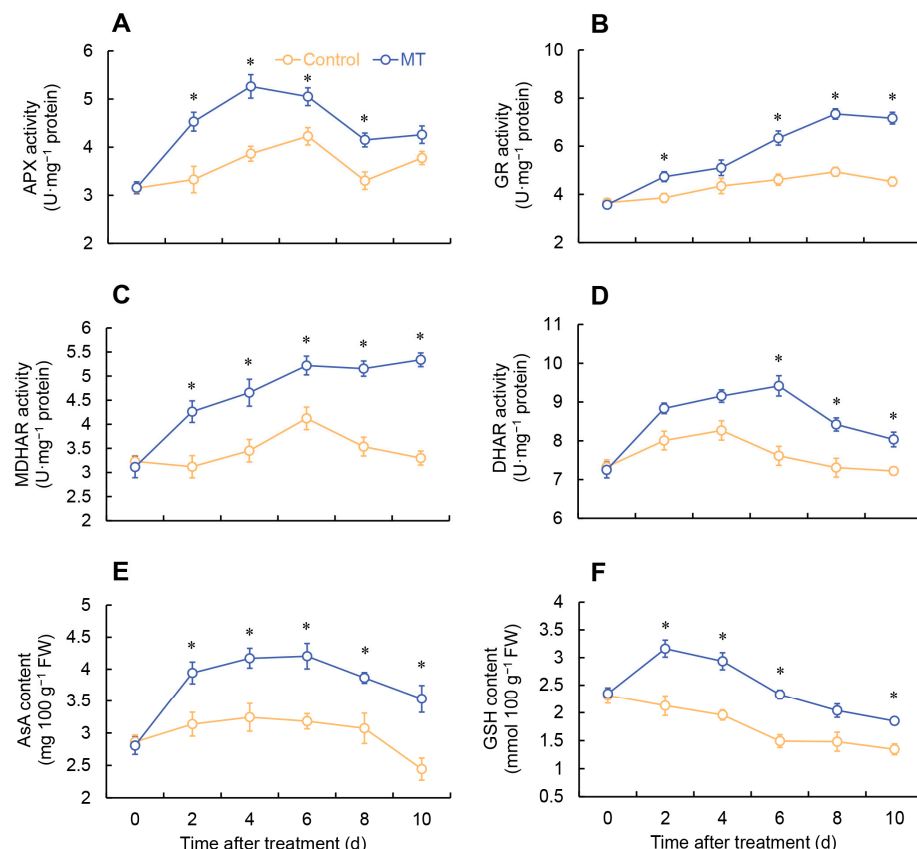 A
APX activity
(U·mg⁻¹ protein)
6
5
4
3
2
Control
MT
*
*
*
*
B
GR activity
(U·mg⁻¹ protein)
10
8
6
4
2
*
*
*
*
C
MDHAR activity
(U·mg⁻¹ protein)
6
5.5
5
4.5
4
3.5
3
2.5
2
*
*
*
*
*
D
DHAR activity
(U·mg⁻¹ protein)
11
10
9
8
7
6
*
*
*
E
AsA content
(mg 100 g⁻¹ FW)
5
4.5
4
3.5
3
2.5
2
*
*
*
*
*
0 2 4 6 8 10
Time after treatment (d)
F
GSH content
(mmol 100 g⁻¹ FW)
4
3.5
3
2.5
2
1.5
1
0.5
*
*
*
*
0 2 4 6 8 10
Time after treatment (d)